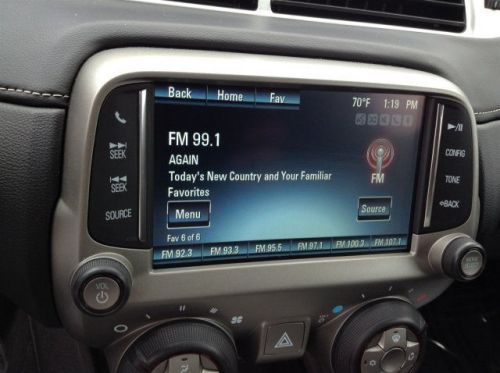 Back Home Fav 70°F 1:19 PM
FM 99.1
AGAIN
Today's New Country and Your Familiar
Favorites
FM
Menu
Source
Fav 6 of 6
FM 92.3 FM 93.3 FM 95.5 FM 97.1 FM 100.3 FM 107.1
SEEK
SEEK
SOURCE
CONFIG
TONE
BACK
VOL